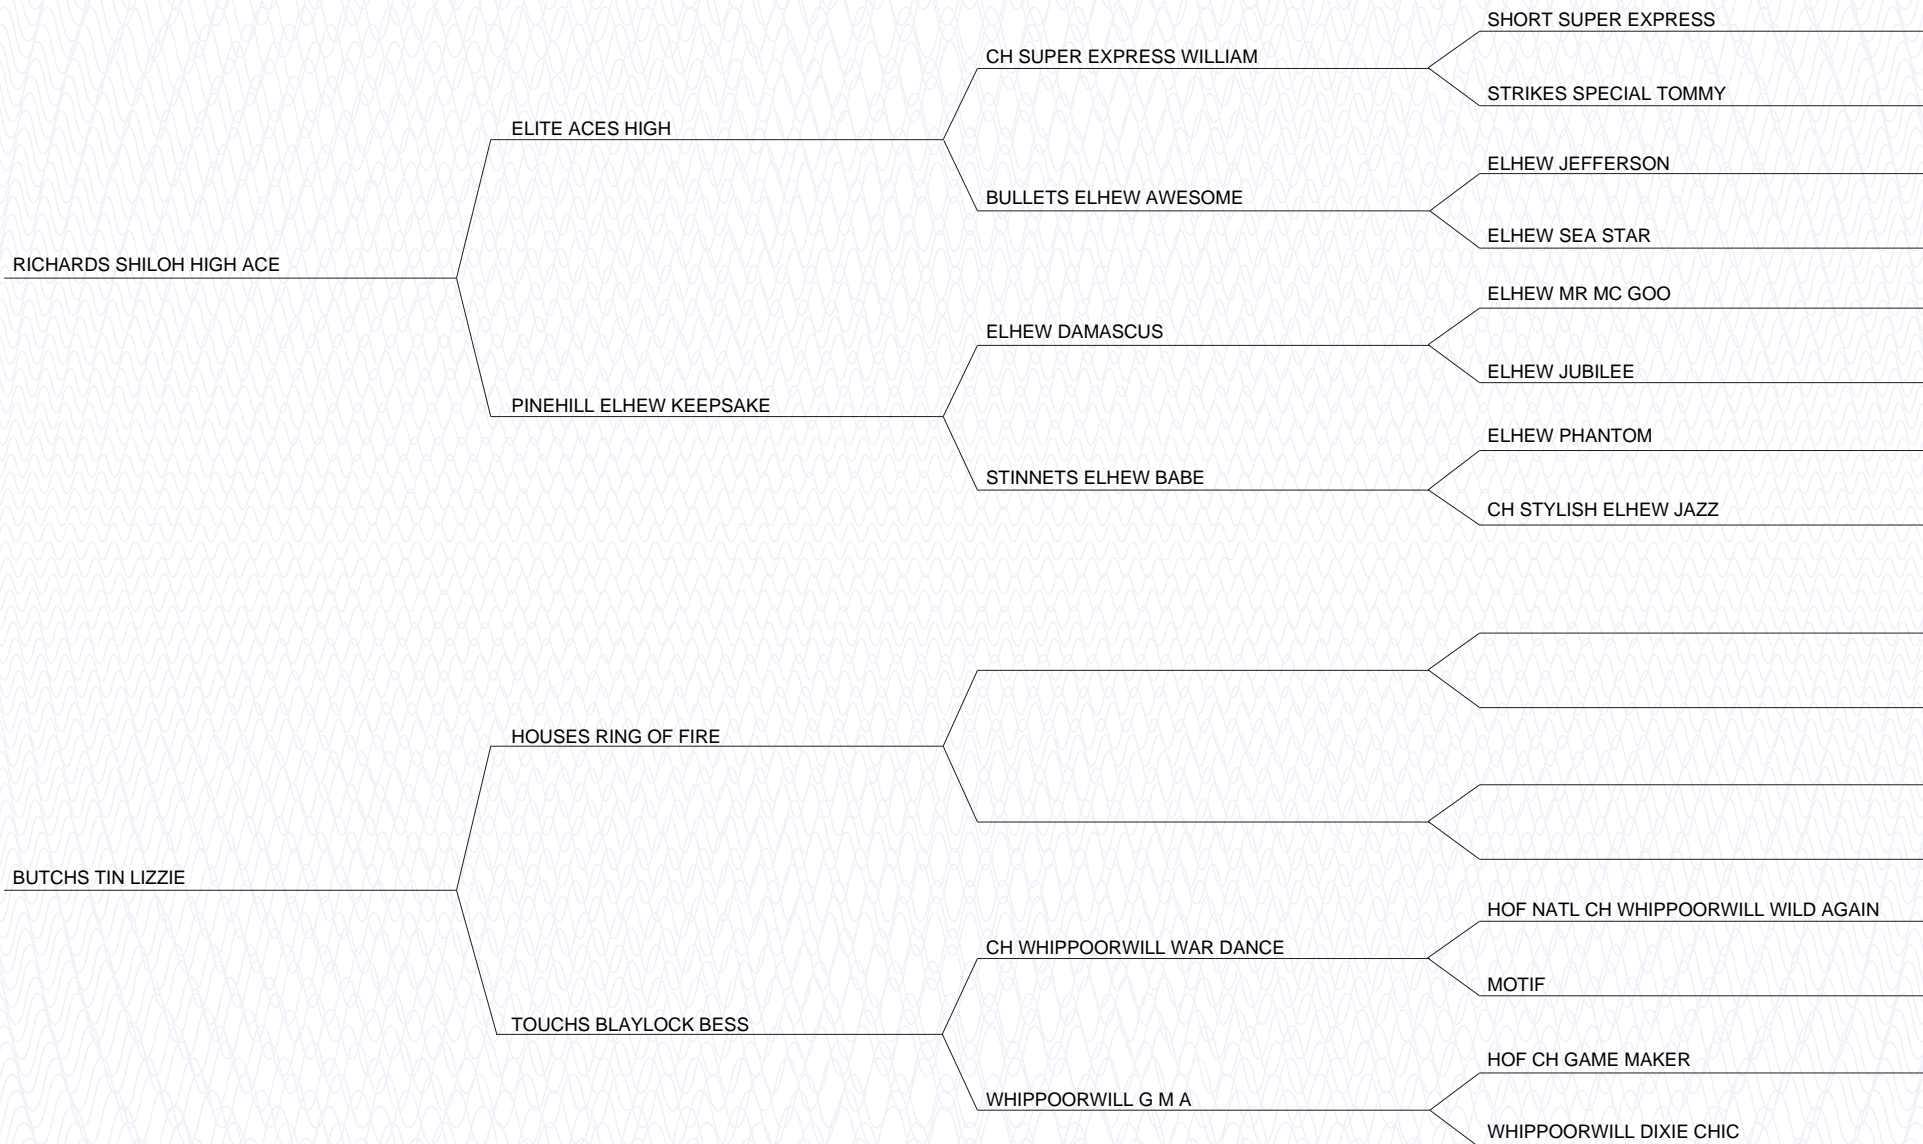 SHORT SUPER EXPRESS
CH SUPER EXPRESS WILLIAM
STRIKES SPECIAL TOMMY
ELITE ACES HIGH
ELHEW JEFFERSON
BULLETS ELHEW AWESOME
ELHEW SEA STAR
RICHARDS SHILOH HIGH ACE
ELHEW MR MC GOO
ELHEW DAMASCUS
ELHEW JUBILEE
PINEHILL ELHEW KEEPSAKE
ELHEW PHANTOM
STINNETS ELHEW BABE
CH STYLISH ELHEW JAZZ
HOUSES RING OF FIRE
BUTCHS TIN LIZZIE
HOF NATL CH WHIPPOORWILL WILD AGAIN
CH WHIPPOORWILL WAR DANCE
MOTIF
TOUCHS BLAYLOCK BESS
HOF CH GAME MAKER
WHIPPOORWILL G M A
WHIPPOORWILL DIXIE CHIC